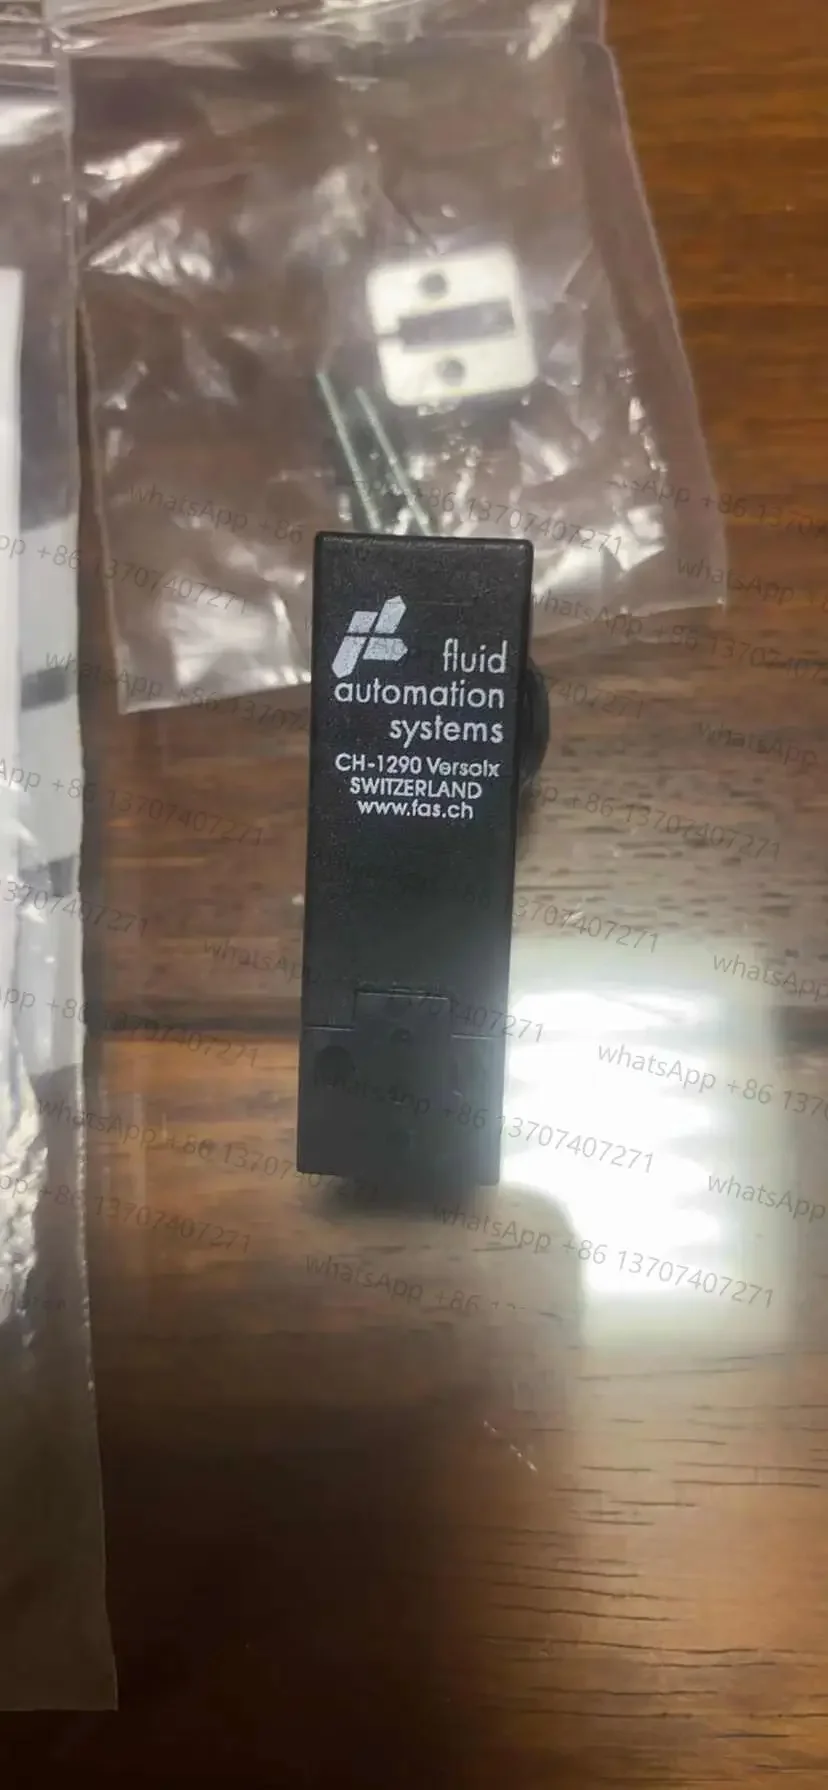 fluid
automation
systems
CH-1290 Versoix
SWITZERLAND
www.fas.ch
whatsApp +86 13707407271